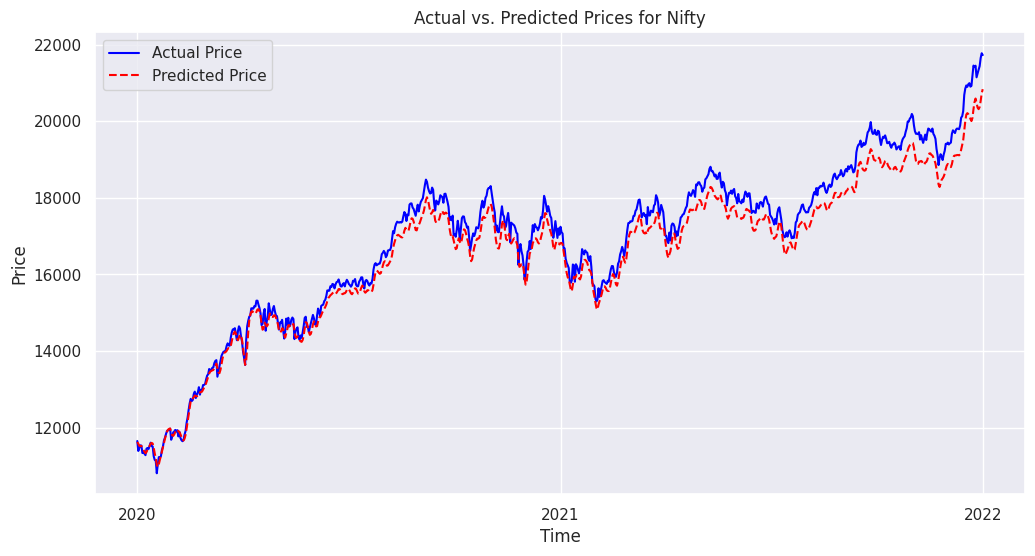 Actual vs. Predicted Prices for Nifty
Actual Price
Predicted Price
22000
20000
18000
16000
14000
12000
Price
2020
2021
2022
Time